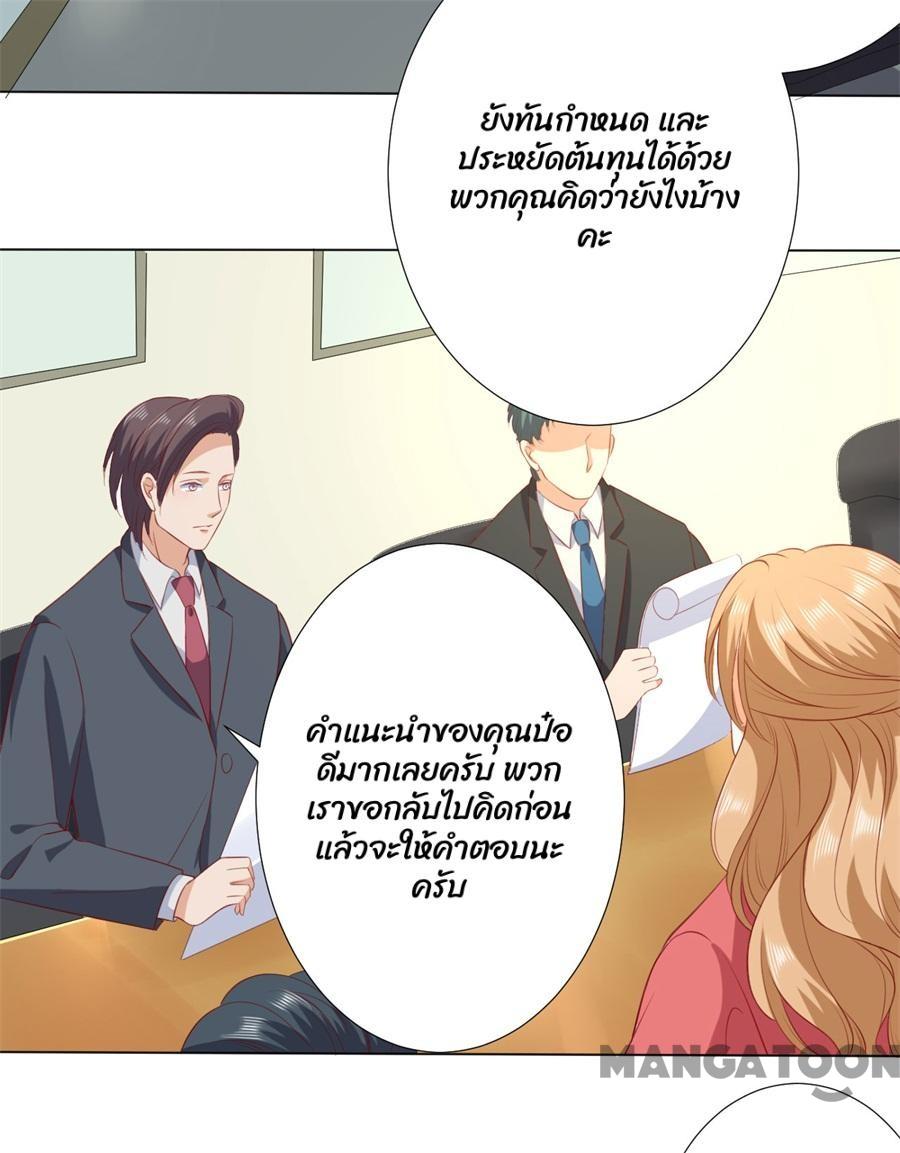 ยังทันกำหนด และ
ประหยัดต้นทุนได้ด้วย
พวกคุณคิดว่ายังไงบ้าง
คะ
คำแนะนำของคุณป๋อ
ดีมากเลยครับ พวก
เราขอกลับไปคิดก่อน
แล้วจะให้คำตอบนะ
ครับ
MANGATOON